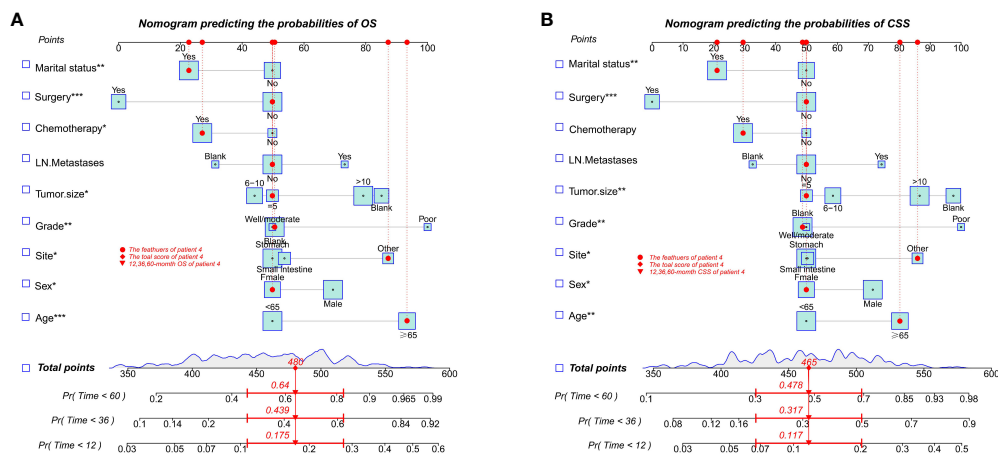 A
Nomogram predicting the probabilities of OS
Points
0 20 40 60 80 100
Yes
Marital status**
No
Yes
Surgery***
No
Yes
Chemotherapy*
No
Blank Yes
LN.Metastases
No
6−10 >10
Tumor.size*
=5 Blank
Well/moderate Poor
Grade**
Blank
Stomach Other
Site*
Small intestine
Fmale
Sex*
Male
<65
Age***
⩾65
The feathuers of patient 4
The toal score of patient 4
12,36,60-month OS of patient 4
480
Total points
350 400 450 500 550 600
0.64
Pr( Time < 60 )
0.2 0.4 0.6 0.8 0.9 0.965 0.99
0.439
Pr( Time < 36 )
0.1 0.14 0.2 0.4 0.6 0.84 0.92
0.175
Pr( Time < 12 )
0.03 0.05 0.07 0.1 0.2 0.3 0.4 0.5 0.6
B
Nomogram predicting the probabilities of CSS
Points
0 10 20 30 40 50 60 70 80 90 100
Yes
Marital status**
No
Yes
Surgery***
No
Yes
Chemotherapy
No
Blank Yes
LN.Metastases
No
=5 >10
Tumor.size**
6−10 Blank
Blank Poor
Grade**
Well/moderate
Stomach Other
Site*
Small intestine
Fmale
Sex*
Male
<65
Age**
⩾65
The feathuers of patient 4
The toal score of patient 4
12,36,60-month CSS of patient 4
465
Total points
350 400 450 500 550 600
0.478
Pr( Time < 60 )
0.1 0.3 0.5 0.7 0.85 0.93 0.98
0.317
Pr( Time < 36 )
0.08 0.12 0.16 0.3 0.5 0.7 0.9
0.117
Pr( Time < 12 )
0.03 0.05 0.07 0.1 0.2 0.3 0.4 0.5